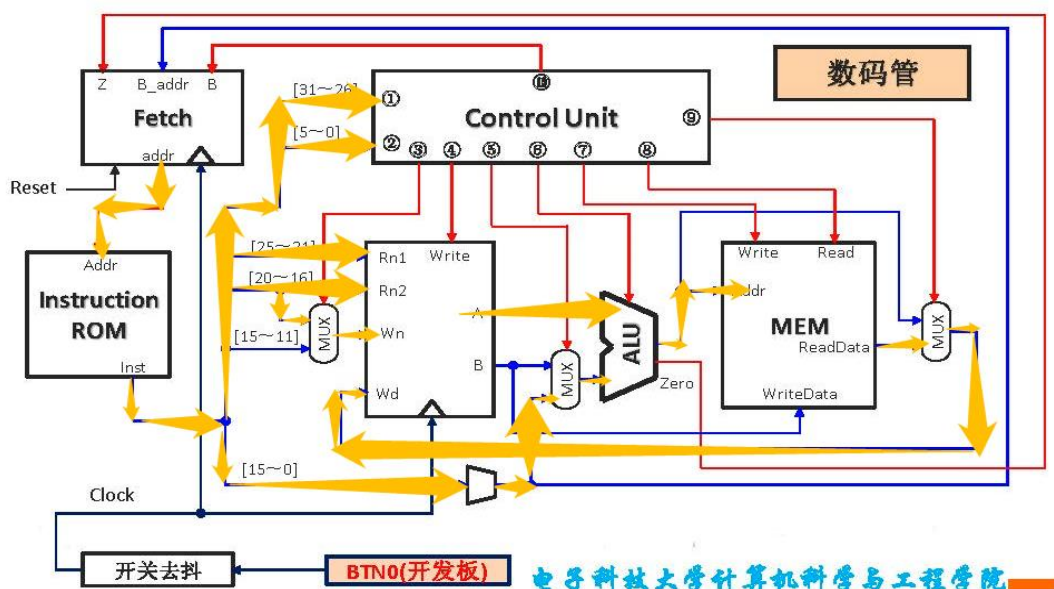 数码管
Z
B_addr
B
Fetch
addr
Reset
[31～26]
[5～0]
①
②
Control Unit
⑩
⑨
③
④
⑤
⑥
⑦
⑧
Addr
Instruction
ROM
Inst
[25～21]
[20～16]
[15～11]
MUX
Rn1
Write
Rn2
Wn
A
B
Wd
MUX
ALU
Zero
Write
Read
Addr
MEM
ReadData
WriteData
MUX
[15～0]
Clock
开关去抖
BTN0(开发板)
电子科技大学计算机科学与工程学院